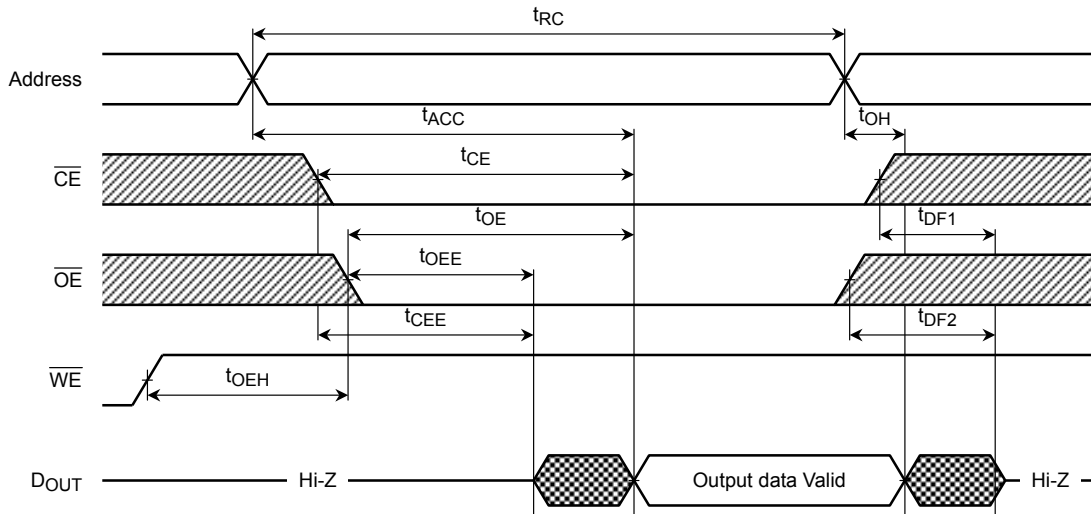 tRC
Address
tACC
tOH
CE
tCE
tOE
tDF1
OE
tOEE
tCEE
tDF2
WE
tOEH
DOUT
Hi-Z
Output data Valid
Hi-Z